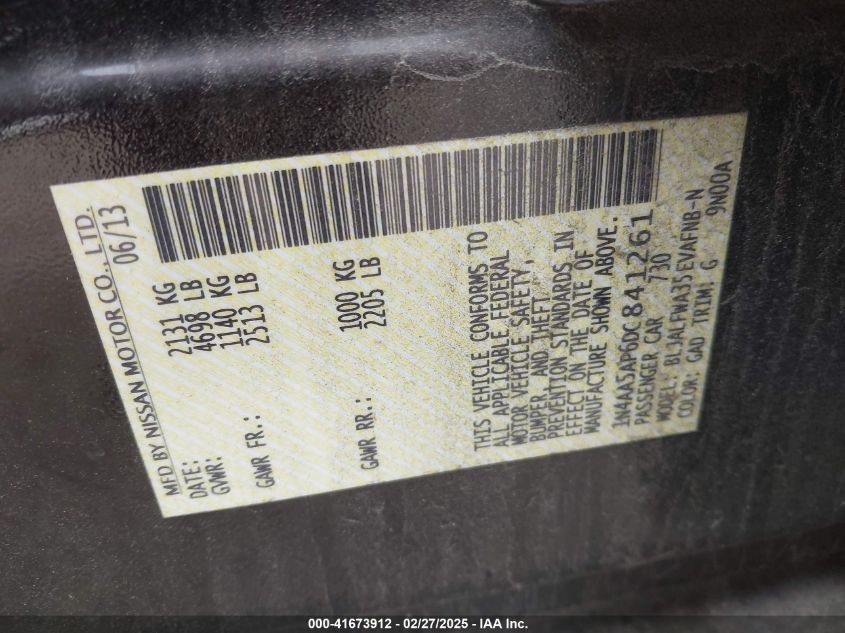 MFD BY NISSAN MOTOR CO., LTD.
DATE: 06/13
GVWR: 2131 KG
4698 LB
GAWR FR.: 1140 KG
2513 LB
GAWR RR.: 1000 KG
2205 LB
THIS VEHICLE CONFORMS TO
ALL APPLICABLE FEDERAL
MOTOR VEHICLE SAFETY,
BUMPER, AND THEFT
PREVENTION STANDARDS IN
EFFECT ON THE DATE OF
MANUFACTURE SHOWN ABOVE.
1N4AA5AP0DC841261
PASSENGER CAR 730
MODEL: BLJALFWA35EVAFNB-N
COLOR: GAD TRIM: G 9N00A
000-41673912 - 02/27/2025 - IAA Inc.